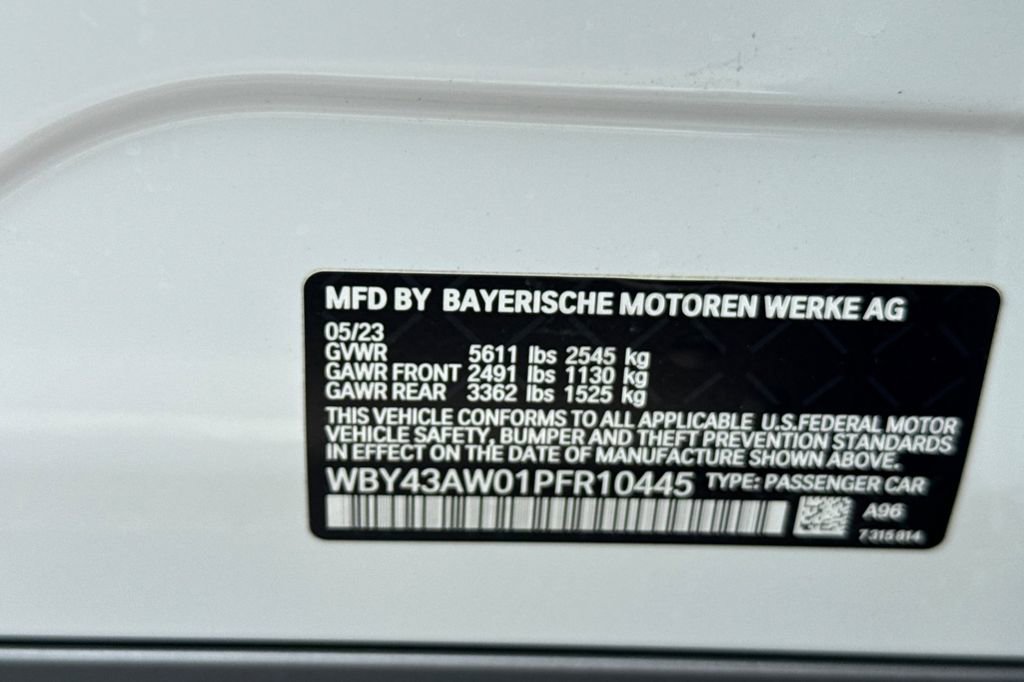 MFD BY BAYERISCHE MOTOREN WERKE AG
05/23
GVWR 5611 lbs 2545 kg
GAWR FRONT 2491 lbs 1130 kg
GAWR REAR 3362 lbs 1525 kg
THIS VEHICLE CONFORMS TO ALL APPLICABLE U.S.FEDERAL MOTOR
VEHICLE SAFETY, BUMPER AND THEFT PREVENTION STANDARDS
IN EFFECT ON THE DATE OF MANUFACTURE SHOWN ABOVE.
WBY43AW01PFR10445 TYPE: PASSENGER CAR
A96
7315814